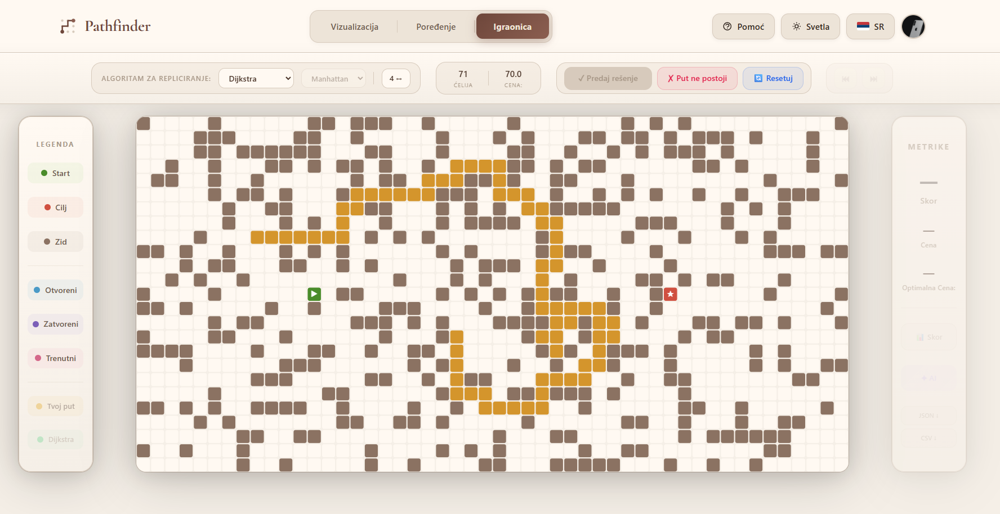 Pathfinder
Vizualizacija
Poređenje
Igraonica
Pomoć
Svetla
SR
ALGORITAM ZA REPLICIRANJE:
Dijkstra
Manhattan
4 ↔
71
ĆELIJA
70.0
CENA:
✓ Predaj rešenje
✗ Put ne postoji
Resetuj
LEGENDA
Start
Cilj
Zid
Otvoreni
Zatvoreni
Trenutni
Tvoj put
Dijkstra
METRIKE
—
Skor
—
Cena
—
Optimalna Cena:
Skor
✦ AI
JSON ↓
CSV ↓